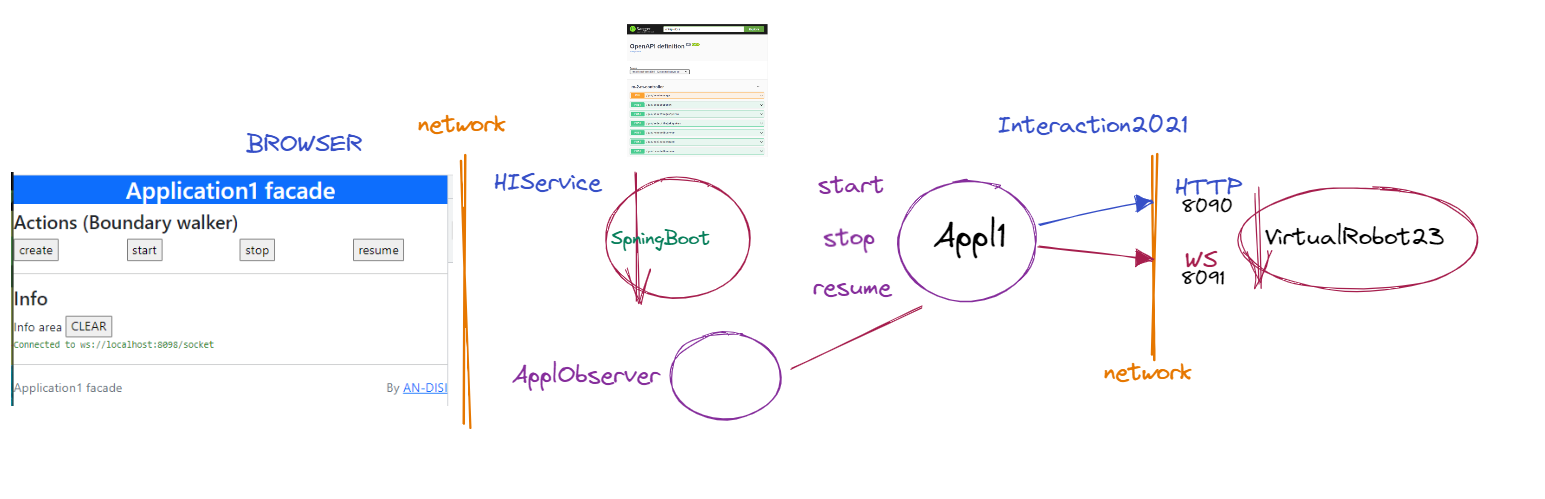 OpenAPI definition
network
BROWSER
Interaction2021
Application1 facade
HIService
start
HTTP
8090
Actions (Boundary walker)
create
start
stop
resume
SpringBoot
stop
Appl1
VirtualRobot23
WS
8091
resume
Info
Info area
CLEAR
Connected to ws://localhost:8098/socket
ApplObserver
network
Application1 facade
By AN-DISI